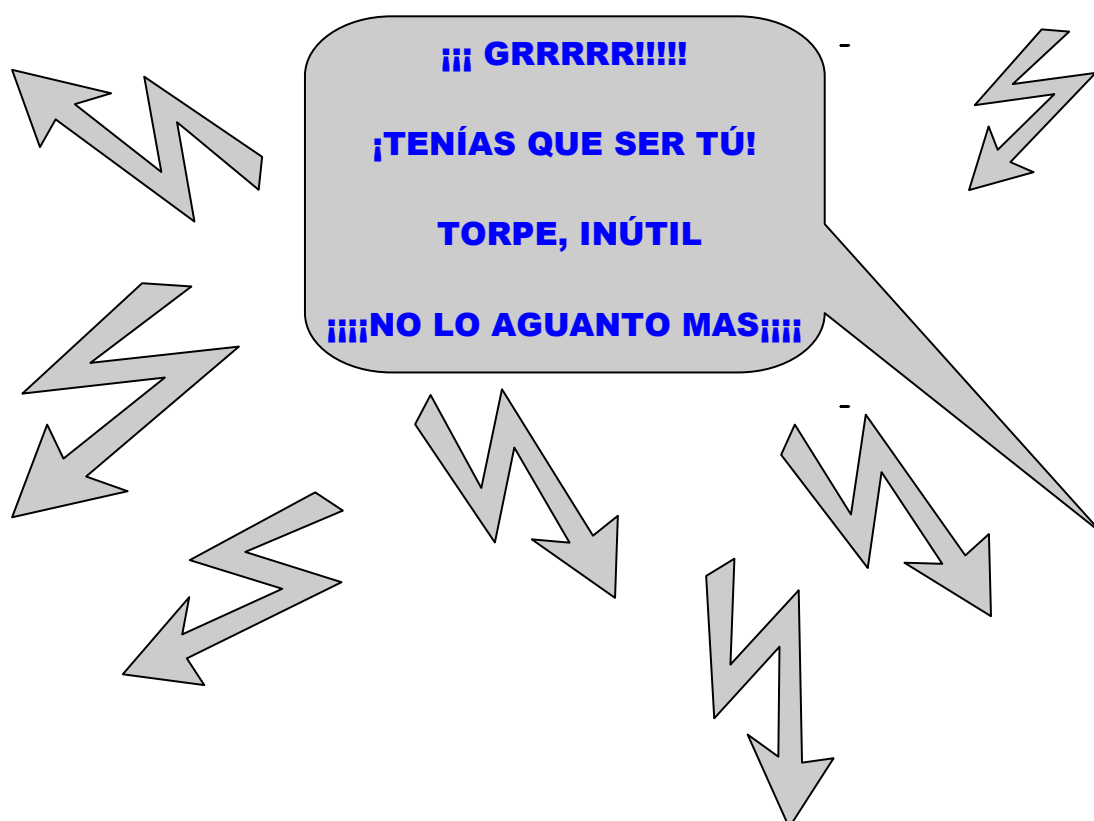 ¡¡¡ GRRRRR!!!!!
¡TENÍAS QUE SER TÚ!
TORPE, INÚTIL
¡¡¡¡NO LO AGUANTO MAS¡¡¡¡
-
-